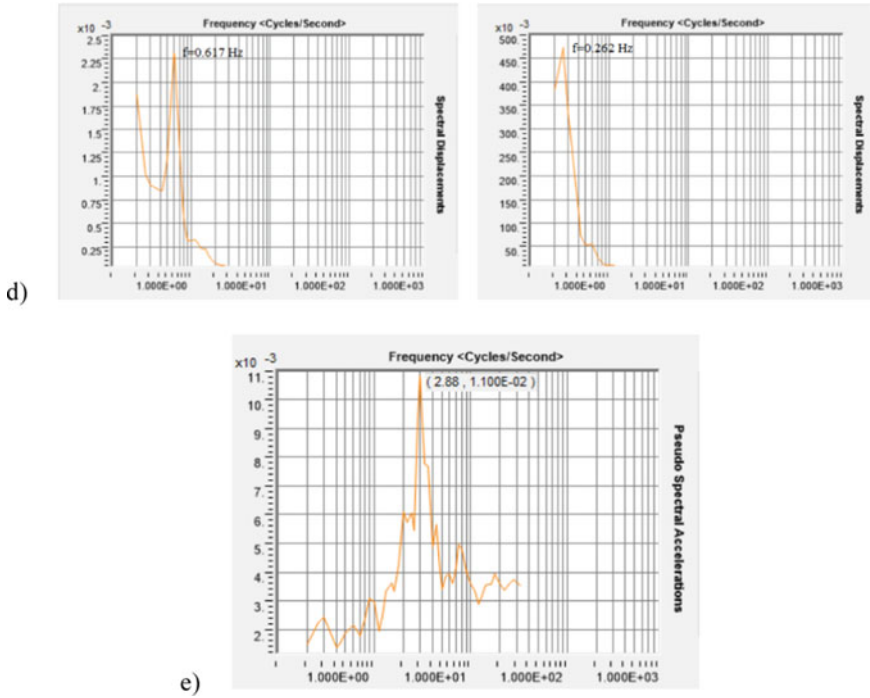 Frequency <Cycles/Second>
x10 -3
2.5
2.25
2.
1.75
1.5
1.25
1.
0.75
0.5
0.25
f=0.617 Hz
Spectral Displacements
1.000E+00 1.000E+01 1.000E+02 1.000E+03
Frequency <Cycles/Second>
x10 -3
500.
450.
400.
350.
300.
250.
200.
150.
100.
50.
f=0.262 Hz
Spectral Displacements
1.000E+00 1.000E+01 1.000E+02 1.000E+03
d)
Frequency <Cycles/Second>
x10 -3
11.
10.
9.
8.
7.
6.
5.
4.
3.
2.
( 2.88 , 1.100E-02 )
Pseudo Spectral Accelerations
1.000E+00 1.000E+01 1.000E+02 1.000E+03
e)